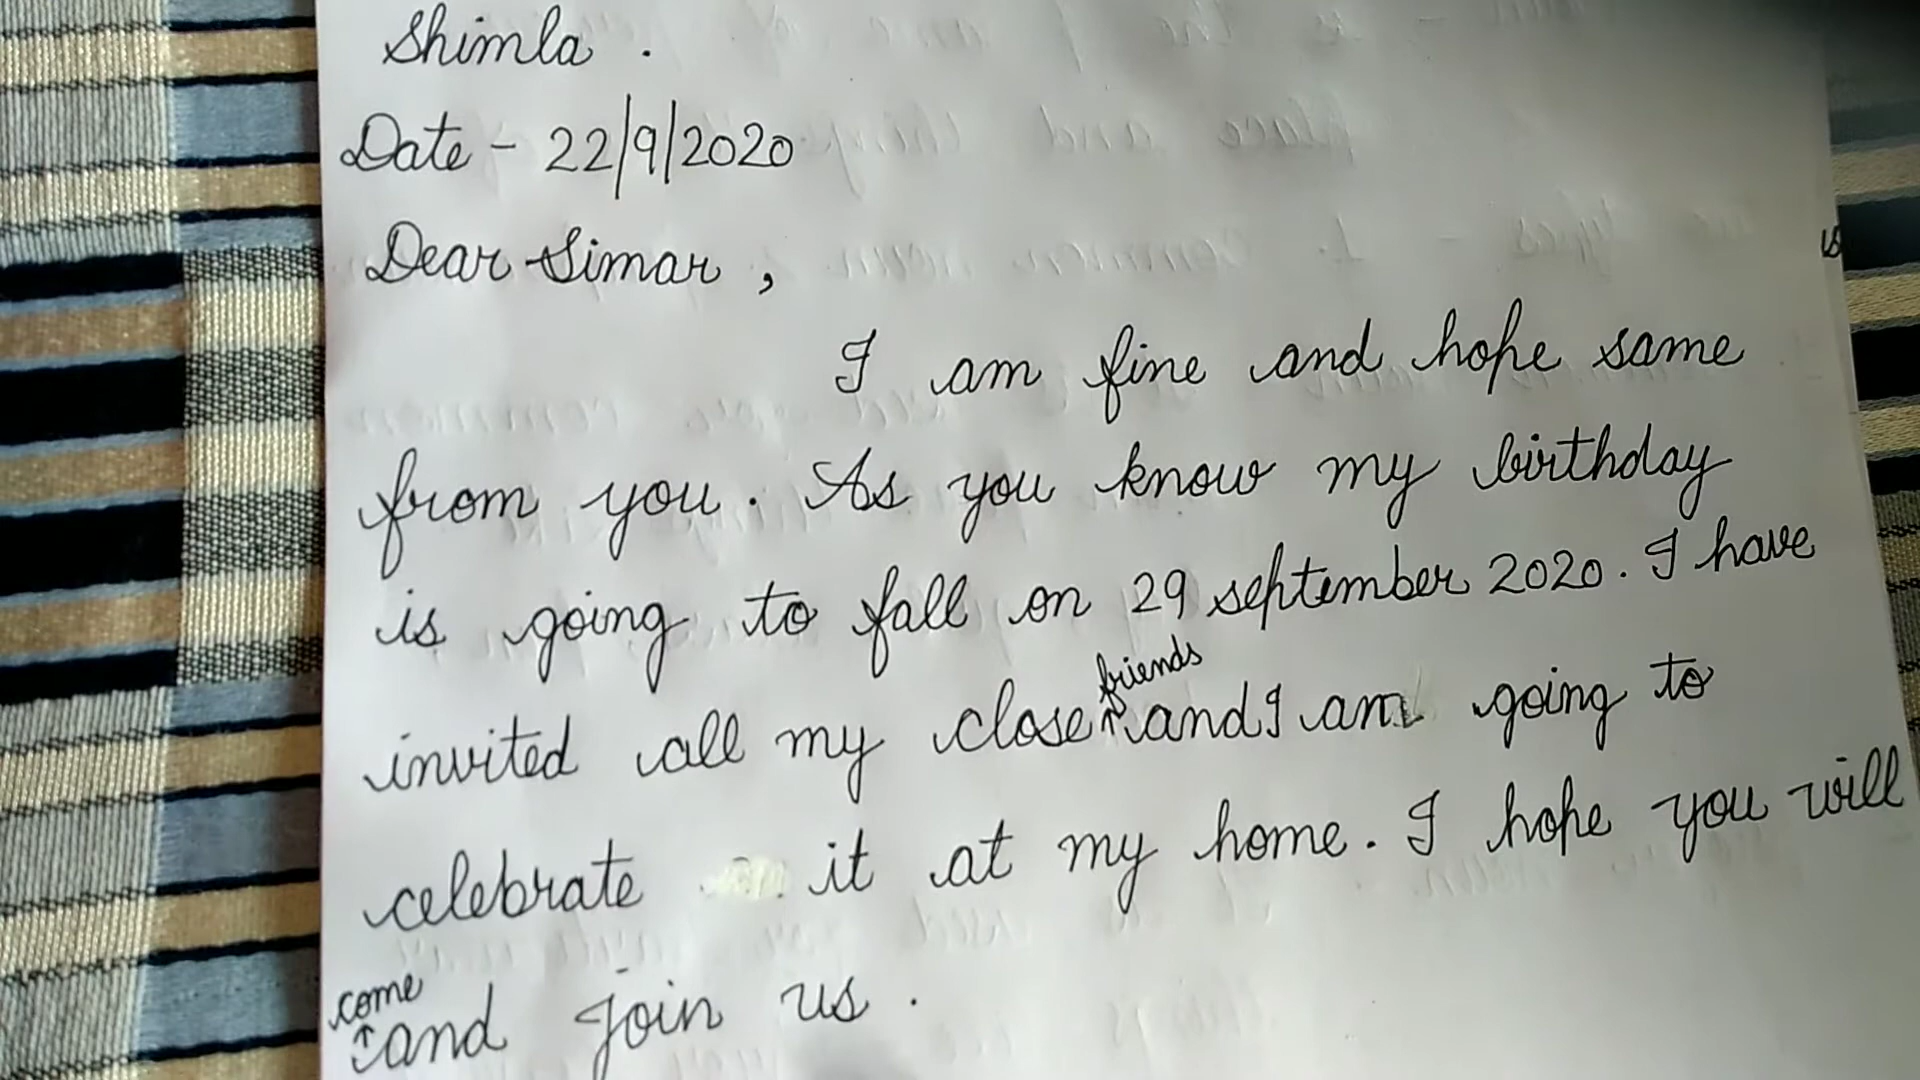 Shimla .
Date - 22/9/2020
Dear Simar ,
I am fine and hope same
from you . As you know my birthday
is going to fall on 29 september 2020. I have
invited all my close friends and I am going to
celebrate it at my home. I hope you will
come and join us .